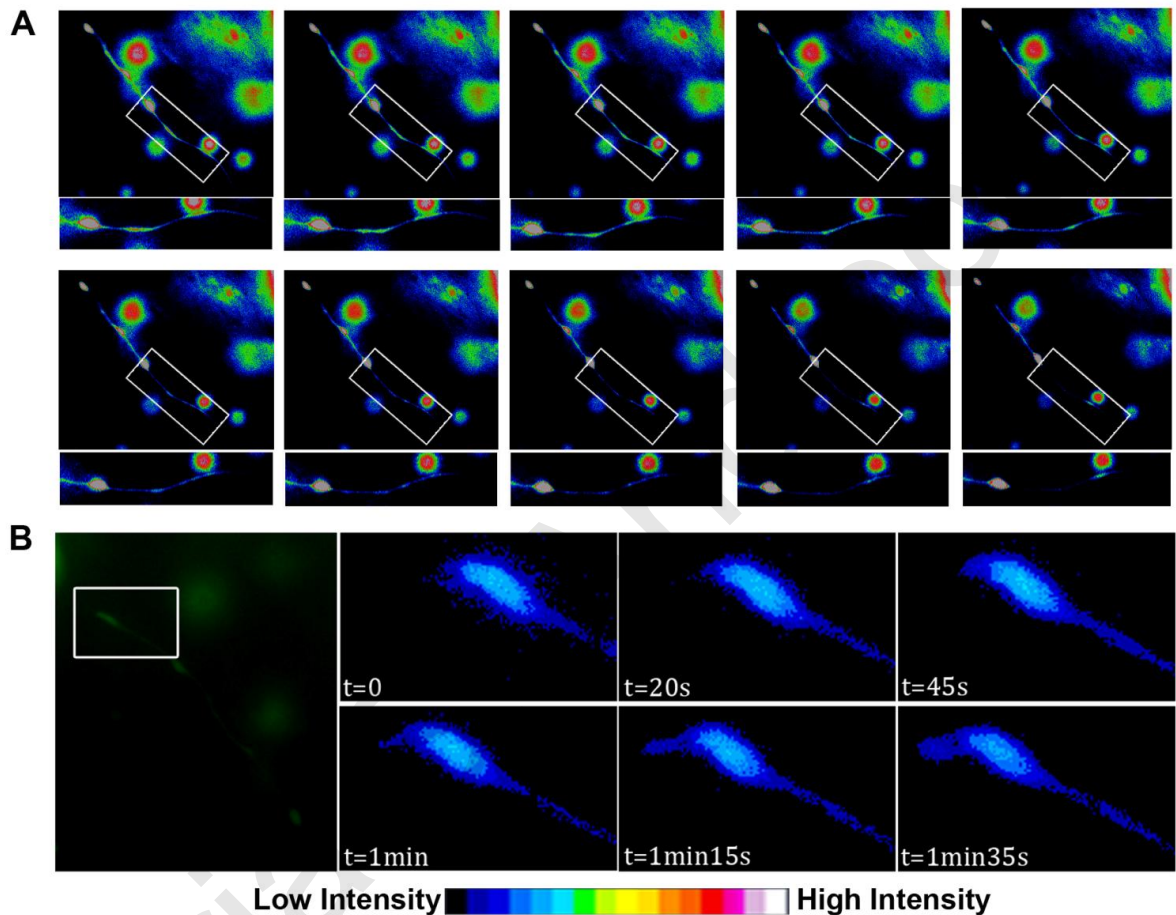 A
B
t=0
t=20s
t=45s
t=1min
t=1min15s
t=1min35s
Low Intensity
High Intensity